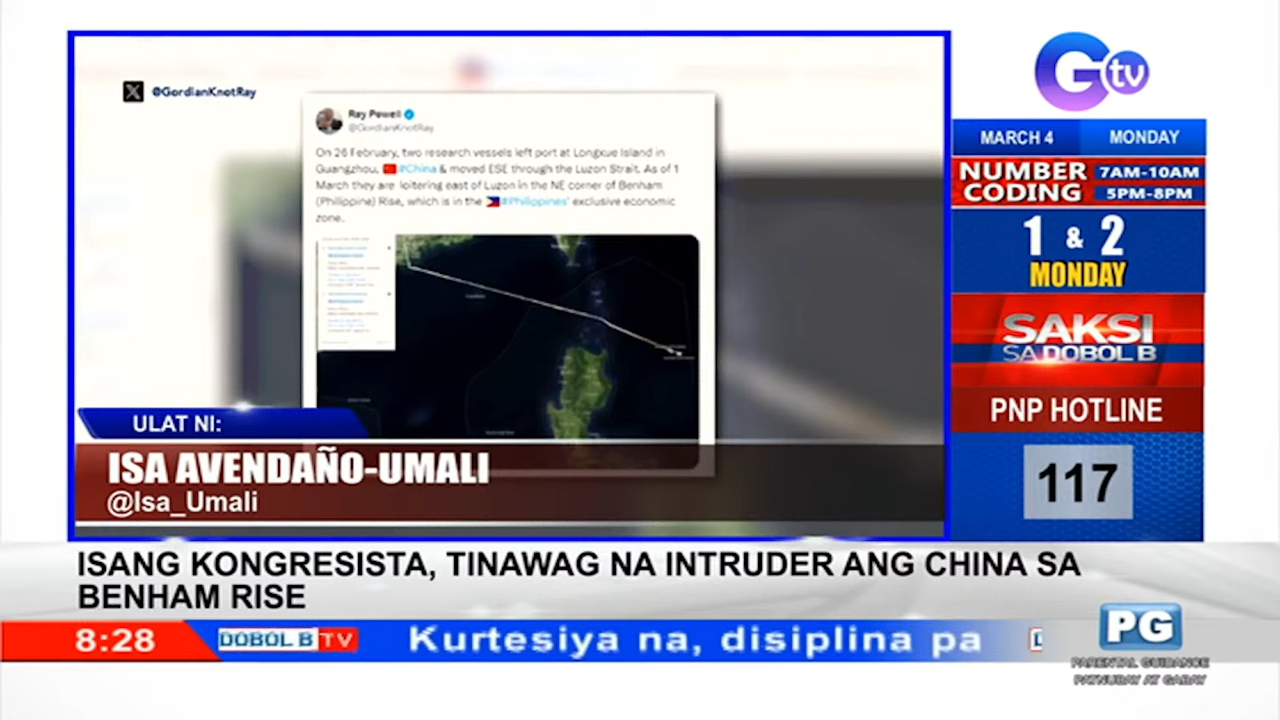 @GordianKnotRay
Ray Powell
@GordianKnotRay
On 26 February, two research vessels left port at Longxue Island in
Guangzhou, #China & moved ESE through the Luzon Strait. As of 1
March they are loitering east of Luzon in the NE corner of Benham
(Philippine) Rise, which is in the #Philippines' exclusive economic
zone.
ULAT NI:
ISA AVENDAÑO-UMALI
@Isa_Umali
Gtv
MARCH 4 MONDAY
NUMBER CODING
7AM-10AM
5PM-8PM
1 & 2
MONDAY
SAKSI
SA DOBOL B
PNP HOTLINE
117
ISANG KONGRESISTA, TINAWAG NA INTRUDER ANG CHINA SA
BENHAM RISE
8:28 DOBOL B TV Kurtesiya na, disiplina pa
PG
PARENTAL GUIDANCE
PATNUBAY AT GABAY